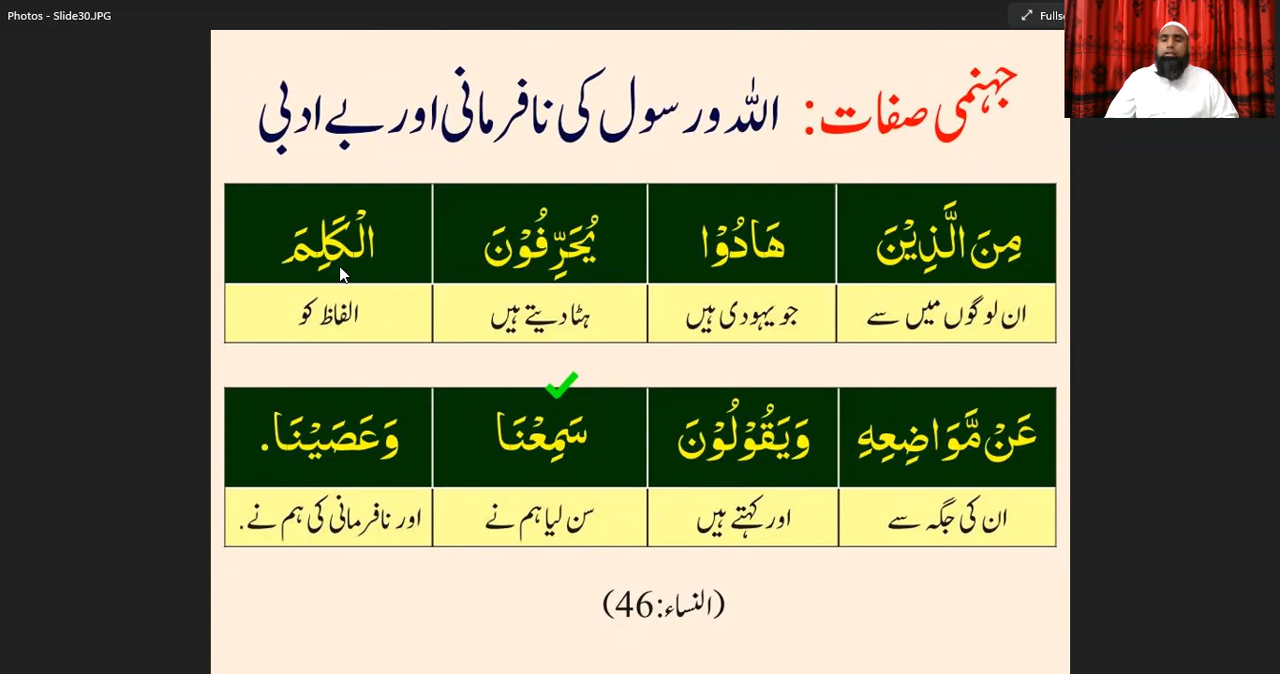 Photos - Slide30.JPG
Fulls
جہنمی صفات: اللہ ورسول کی نافرمانی اور بے ادبی
مِنَ الَّذِيْنَ هَادُوْا يُحَرِّفُوْنَ الْكَلِمَ
ان لوگوں میں سے جو یہودی ہیں ہٹا دیتے ہیں الفاظ کو
عَنْ مَّوَاضِعِهٖ وَيَقُوْلُوْنَ سَمِعْنَا وَعَصَيْنَا.
ان کی جگہ سے اور کہتے ہیں سن لیا ہم نے اور نافرمانی کی ہم نے.
(النساء:46)